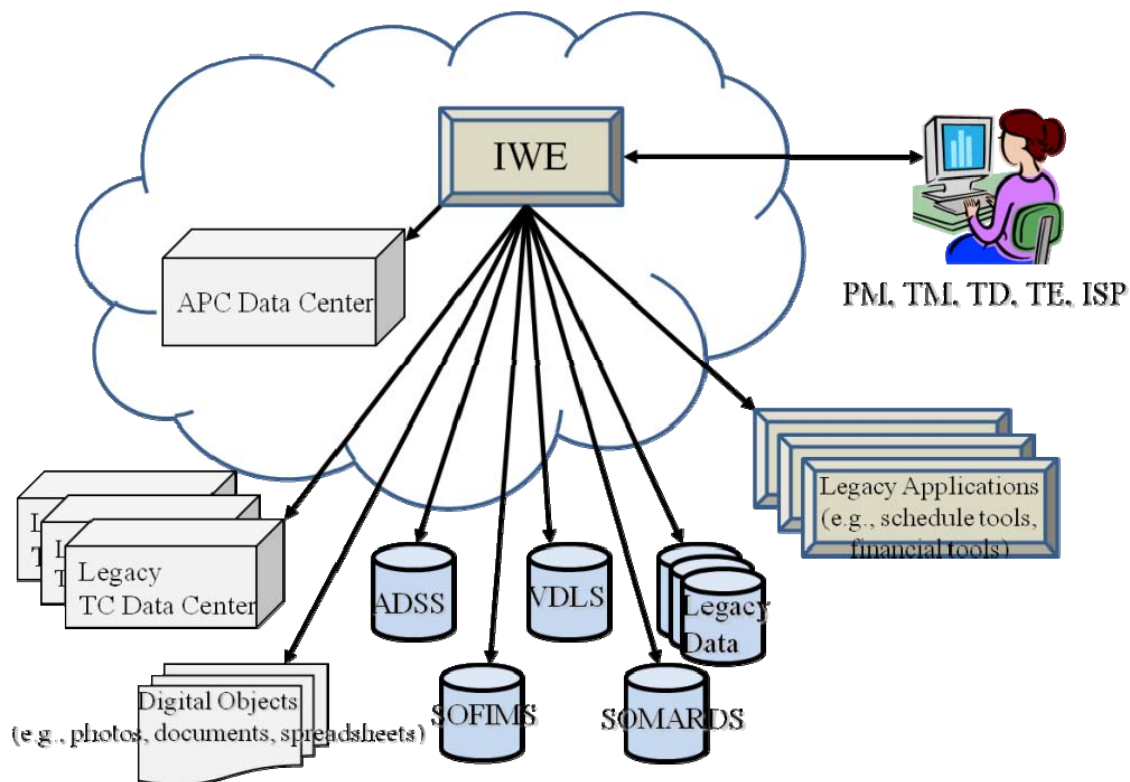 IWE
PM, TM, TD, TE, ISP
APC Data Center
Legacy Applications
(e.g., schedule tools,
financial tools)
L
T
L
T
Legacy
TC Data Center
ADSS
VDLS
Legacy
Data
Digital Objects
(e.g., photos, documents, spreadsheets)
SOFIMS
SOMARDS